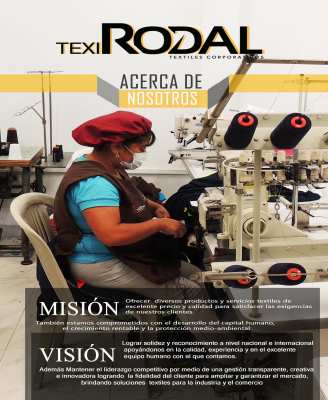 TEXI RODAL
TEXTILES CORPORATIVOS
ACERCA DE
NOSOTROS
MISIÓN
Ofrecer diversos productos y servicios textiles de
excelente precio y calidad para satisfacer las exigencias
de nuestros clientes.
También estamos comprometidos con el desarrollo del capital humano,
el crecimiento rentable y la protección medio-ambiental.
VISIÓN
Lograr solidez y reconocimiento a nivel nacional e internacional
apoyándonos en la calidad, experiencia y en el excelente
equipo humano con el que contamos.
Además Mantener el liderazgo competitivo por medio de una gestión transparente, creativa
e innovadora logrando la fidelidad del cliente para ampliar y garantizar el mercado,
brindando soluciones textiles para la industria y el comercio